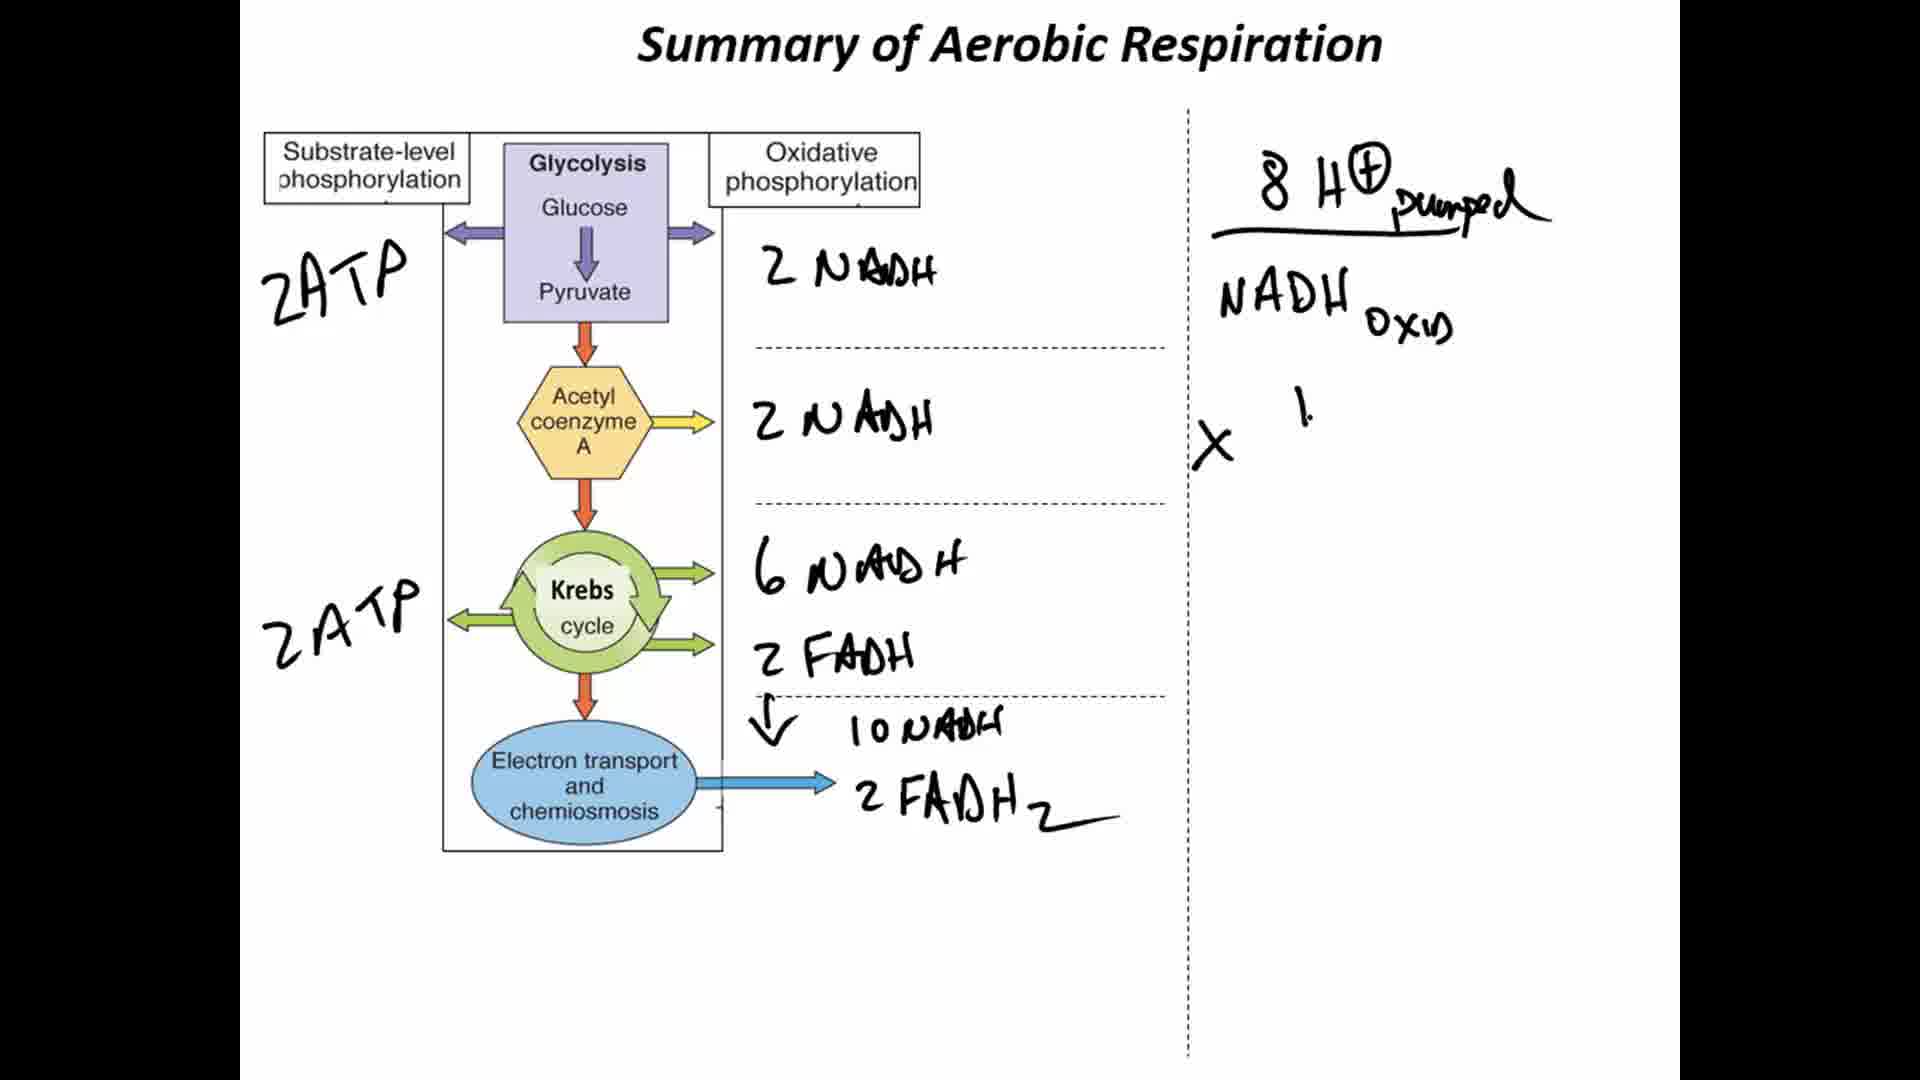 Summary of Aerobic Respiration
Substrate-level
phosphorylation
Glycolysis
Glucose
Pyruvate
Oxidative
phosphorylation
2ATP
2 NADH
Acetyl
coenzyme
A
2 NADH
Krebs
cycle
2ATP
6 NADH
2 FADH
10 NADH
2 FADH2
Electron transport
and
chemiosmosis
8 H+ pumped
NADH OXID
X 1